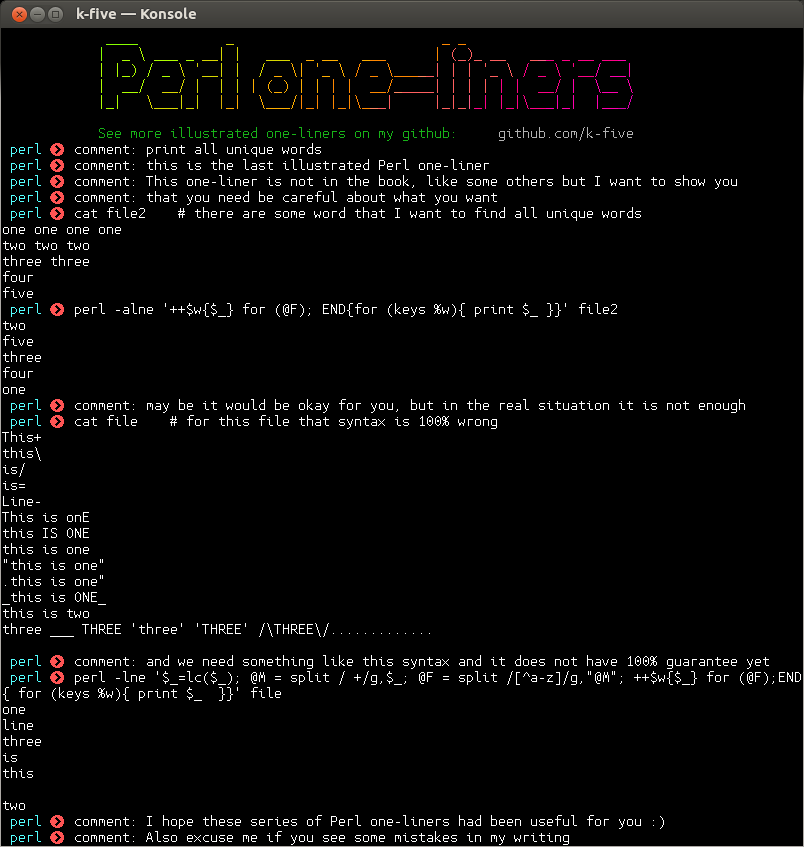 k-five — Konsole
Perl one-liners
See more illustrated one-liners on my github: github.com/k-five
perl comment: print all unique words
perl comment: this is the last illustrated Perl one-liner
perl comment: This one-liner is not in the book, like some others but I want to show you
perl comment: that you need be careful about what you want
perl cat file2    # there are some word that I want to find all unique words
one one one one
two two two
three three
four
five
perl perl -alne '++$w{$_} for (@F); END{for (keys %w){ print $_ }}' file2
two
five
three
four
one
perl comment: may be it would be okay for you, but in the real situation it is not enough
perl cat file    # for this file that syntax is 100% wrong
This+
this\
is/
is=
Line-
This is onE
this IS ONE
this is one
"this is one"
.this is one"
_this is ONE_
this is two
three ___ THREE 'three' 'THREE' /\THREE\/.............
perl comment: and we need something like this syntax and it does not have 100% guarantee yet
perl perl -lne '$_=lc($_); @M = split / +/g,$_; @F = split /[^a-z]/g,"@M"; ++$w{$_} for (@F);END
{ for (keys %w){ print $_  }}' file
one
line
three
is
this
two
perl comment: I hope these series of Perl one-liners had been useful for you :)
perl comment: Also excuse me if you see some mistakes in my writing